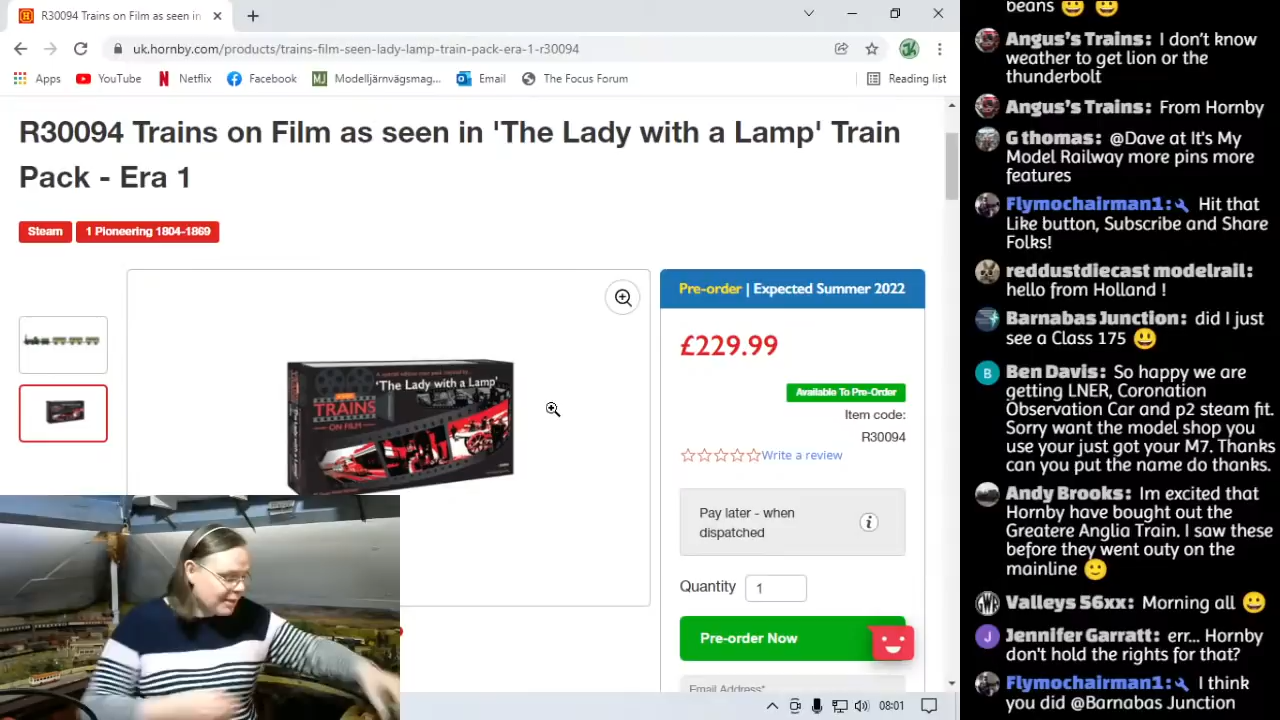 R30094 Trains on Film as seen in
uk.hornby.com/products/trains-film-seen-lady-lamp-train-pack-era-1-r30094
Apps
YouTube
Netflix
Facebook
Modelljärnvägsmag...
Email
The Focus Forum
Reading list
R30094 Trains on Film as seen in 'The Lady with a Lamp' Train
Pack - Era 1
Steam
1 Pioneering 1804-1869
'The Lady with a Lamp'
TRAINS
ON FILM
Pre-order | Expected Summer 2022
£229.99
Available To Pre-Order
Item code:
R30094
Write a review
Pay later - when
dispatched
Quantity
1
Pre-order Now
Email Address*
08:01
beans
Angus's Trains: I don't know
weather to get lion or the
thunderbolt
Angus's Trains: From Hornby
G thomas: @Dave at It's My
Model Railway more pins more
features
Flymochairman1: Hit that
Like button, Subscribe and Share
Folks!
reddustdiecast modelrail:
hello from Holland !
Barnabas Junction: did I just
see a Class 175
B
Ben Davis: So happy we are
getting LNER, Coronation
Observation Car and p2 steam fit.
Sorry want the model shop you
use your just got your M7. Thanks
can you put the name do thanks.
Andy Brooks: Im excited that
Hornby have bought out the
Greatere Anglia Train. I saw these
before they went outy on the
mainline
Valleys 56xx: Morning all
J
Jennifer Garratt: err... Hornby
don't hold the rights for that?
Flymochairman1: I think
you did @Barnabas Junction